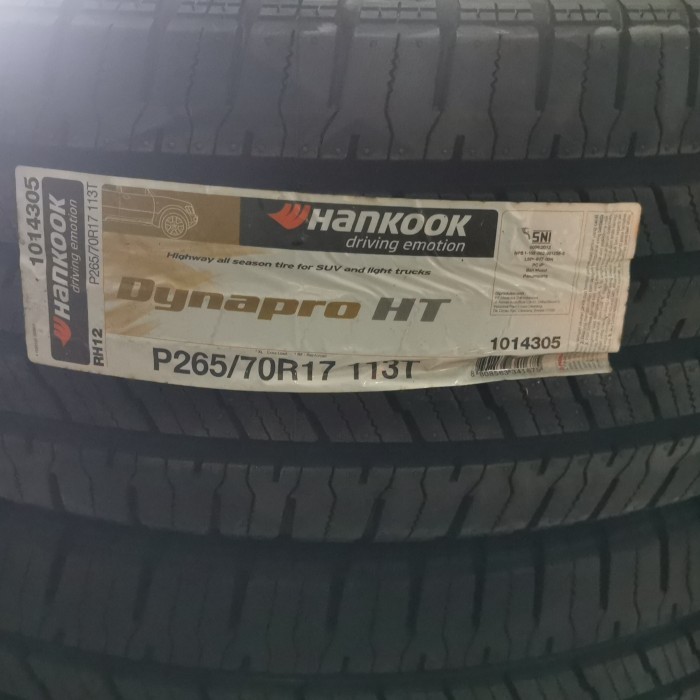 1014305
HANKOOK
driving emotion
P265/70R17 113T
RH12
HANKOOK
driving emotion
Highway all season tire for SUV and light trucks
Dynapro HT
P265/70R17 113T
SNI
1014305